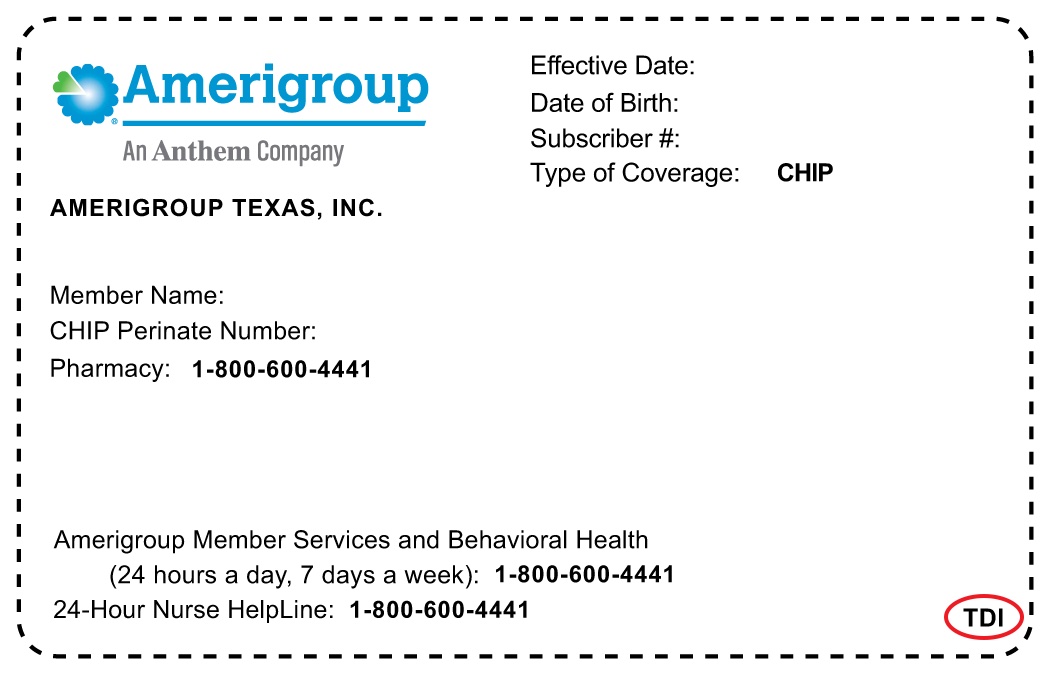 Amerigroup
®
An Anthem Company
AMERIGROUP TEXAS, INC.
Effective Date:
Date of Birth:
Subscriber #:
Type of Coverage: CHIP
Member Name:
CHIP Perinate Number:
Pharmacy: 1-800-600-4441
Amerigroup Member Services and Behavioral Health
(24 hours a day, 7 days a week): 1-800-600-4441
24-Hour Nurse HelpLine: 1-800-600-4441
TDI